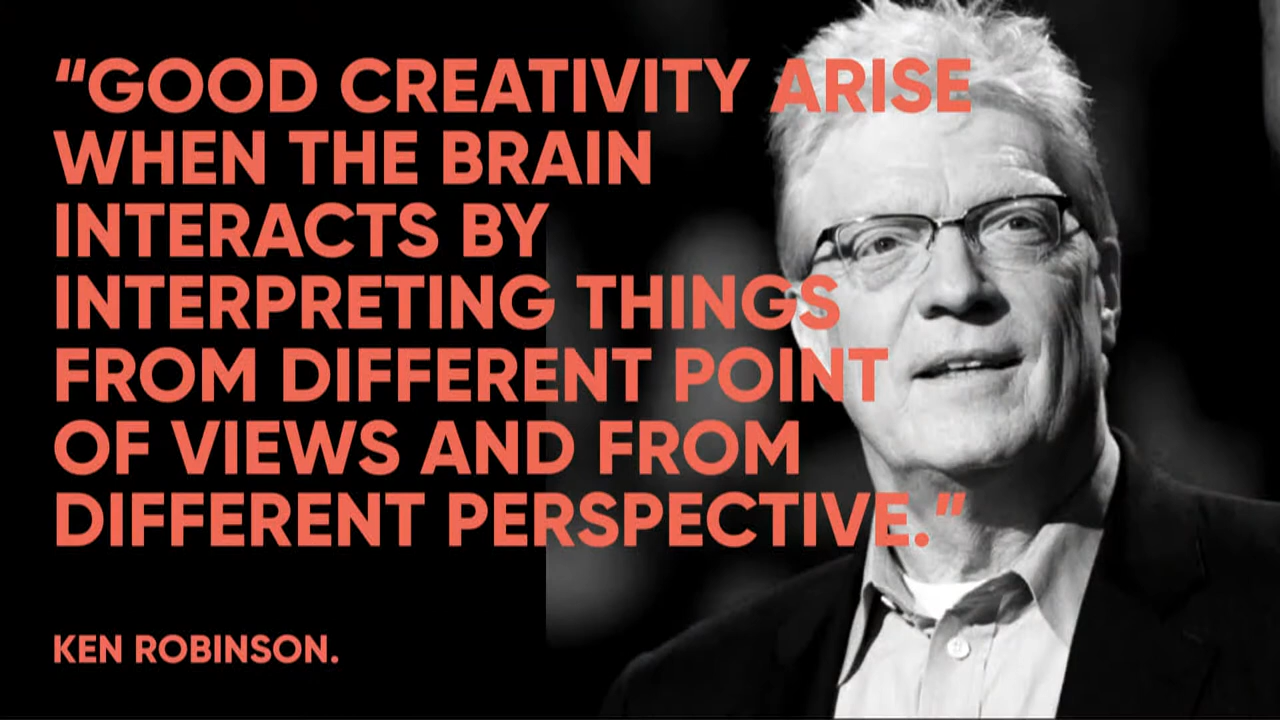 “GOOD CREATIVITY ARISE
WHEN THE BRAIN
INTERACTS BY
INTERPRETING THINGS
FROM DIFFERENT POINT
OF VIEWS AND FROM
DIFFERENT PERSPECTIVE.”
KEN ROBINSON.